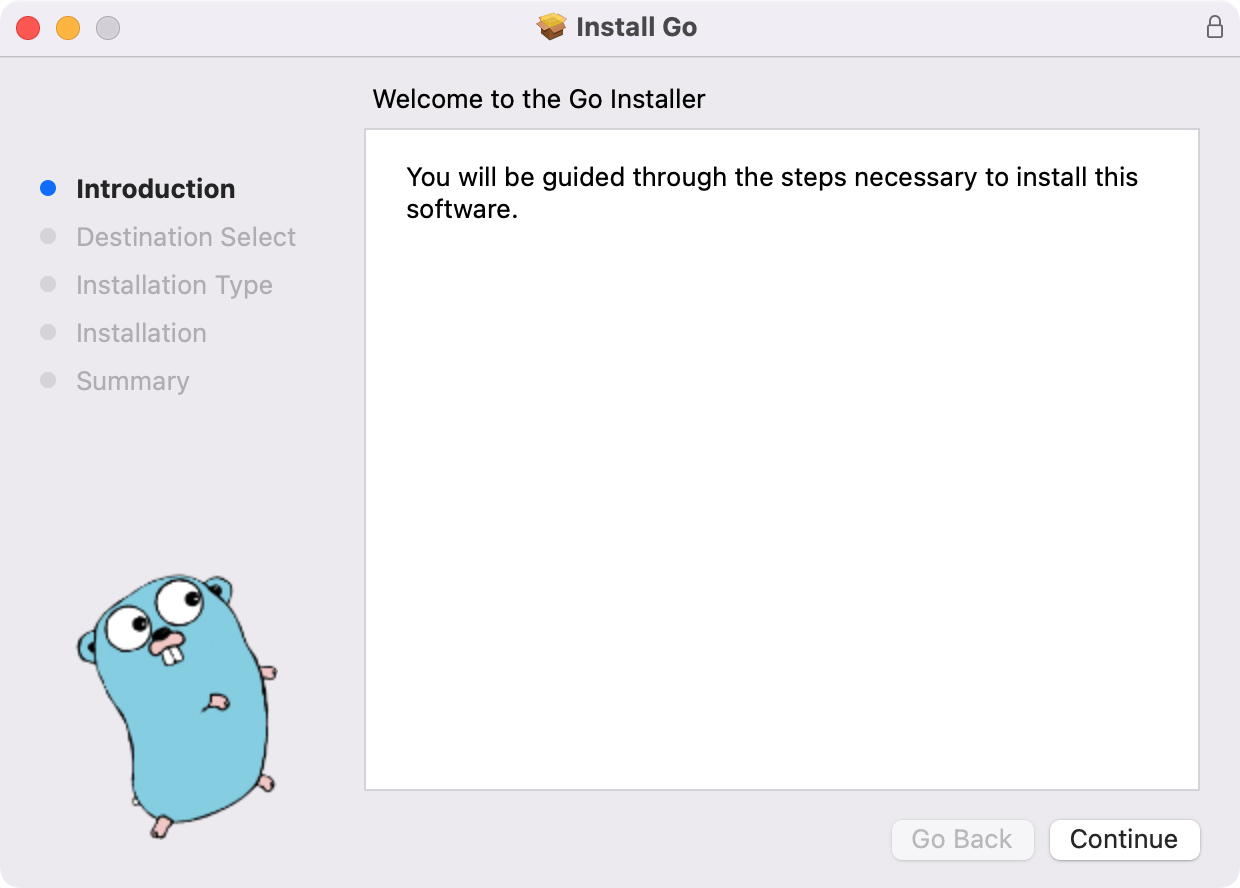 Install Go
Welcome to the Go Installer
Introduction
Destination Select
Installation Type
Installation
Summary
You will be guided through the steps necessary to install this
software.
Go Back
Continue